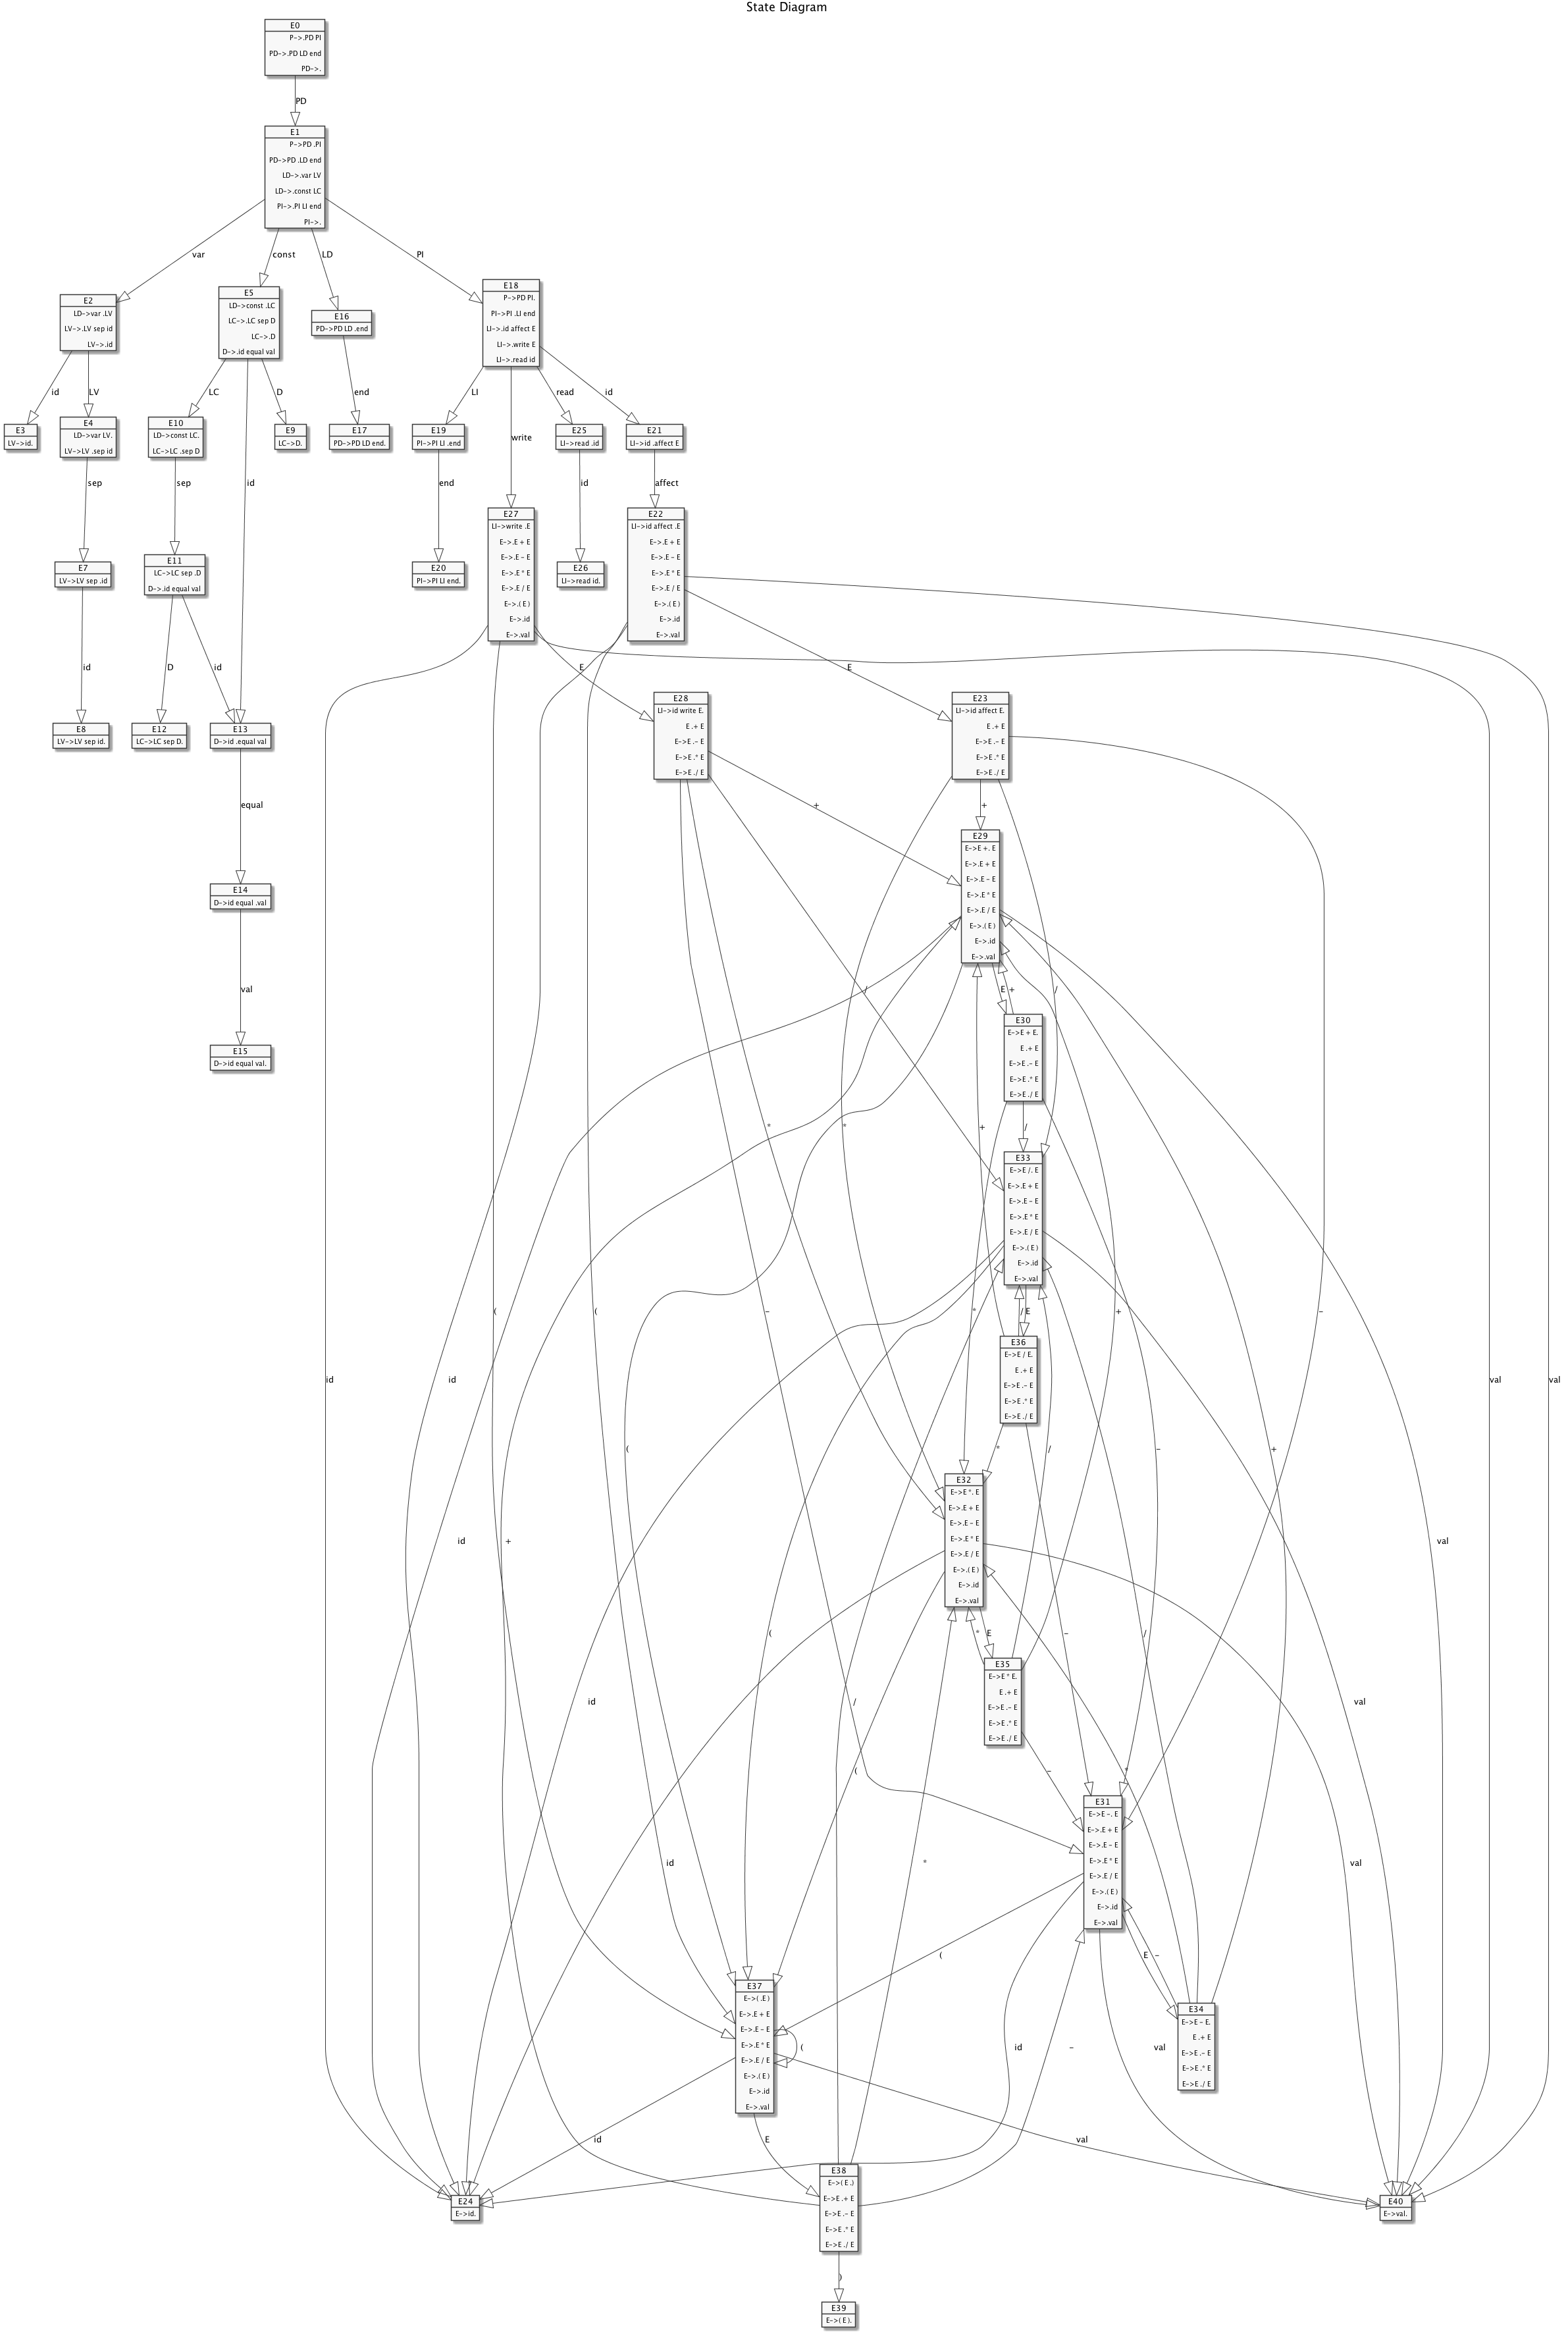 State Diagram
E0
P->.PD PI
PD->.PD LD end
PD->.
PD
E1
P->PD .PI
PD->PD .LD end
LD->.var LV
LD->.const LC
PI->.PI LI end
PI->.
var
const
LD
PI
E2
LD->var .LV
LV->.LV sep id
LV->.id
E5
LD->const .LC
LC->.LC sep D
LC->.D
D->.id equal val
E16
PD->PD LD .end
E18
P->PD PI.
PI->PI .LI end
LI->.id affect E
LI->.write E
LI->.read id
id
LV
LC
id
D
end
LI
write
read
id
E3
LV->id.
E4
LD->var LV.
LV->LV .sep id
E10
LD->const LC.
LC->LC .sep D
E9
LC->D.
E17
PD->PD LD end.
E19
PI->PI LI .end
E25
LI->read .id
E21
LI->id .affect E
sep
sep
end
id
affect
E7
LV->LV sep .id
E11
LC->LC sep .D
D->.id equal val
E20
PI->PI LI end.
E27
LI->write .E
E->.E + E
E->.E - E
E->.E * E
E->.E / E
E->.( E )
E->.id
E->.val
E26
LI->read id.
E22
LI->id affect .E
E->.E + E
E->.E - E
E->.E * E
E->.E / E
E->.( E )
E->.id
E->.val
id
D
id
E
E
E8
LV->LV sep id.
E12
LC->LC sep D.
E13
D->id .equal val
E28
LI->id write E.
E .+ E
E->E .- E
E->E .* E
E->E ./ E
E23
LI->id affect E.
E .+ E
E->E .- E
E->E .* E
E->E ./ E
equal
+
+
E14
D->id equal .val
E29
E->E +. E
E->.E + E
E->.E - E
E->.E * E
E->.E / E
E->.( E )
E->.id
E->.val
val
/
E
+
/
E15
D->id equal val.
E30
E->E + E.
E .+ E
E->E .- E
E->E .* E
E->E ./ E
*
*
+
/
E33
E->E /. E
E->.E + E
E->.E - E
E->.E * E
E->.E / E
E->.( E )
E->.id
E->.val
(
(
-
*
/
E
+
-
E36
E->E / E.
E .+ E
E->E .- E
E->E .* E
E->E ./ E
id
id
val
val
(
*
/
-
+
E32
E->E *. E
E->.E + E
E->.E - E
E->.E * E
E->.E / E
E->.( E )
E->.id
E->.val
id
+
val
(
*
E
-
/
E35
E->E * E.
E .+ E
E->E .- E
E->E .* E
E->E ./ E
id
/
val
(
-
*
E31
E->E -. E
E->.E + E
E->.E - E
E->.E * E
E->.E / E
E->.( E )
E->.id
E->.val
id
*
val
(
E
-
E37
E->( .E )
E->.E + E
E->.E - E
E->.E * E
E->.E / E
E->.( E )
E->.id
E->.val
E34
E->E - E.
E .+ E
E->E .- E
E->E .* E
E->E ./ E
(
id
-
val
id
E
val
E24
E->id.
E38
E->( E .)
E->E .+ E
E->E .- E
E->E .* E
E->E ./ E
E40
E->val.
)
E39
E->( E ).